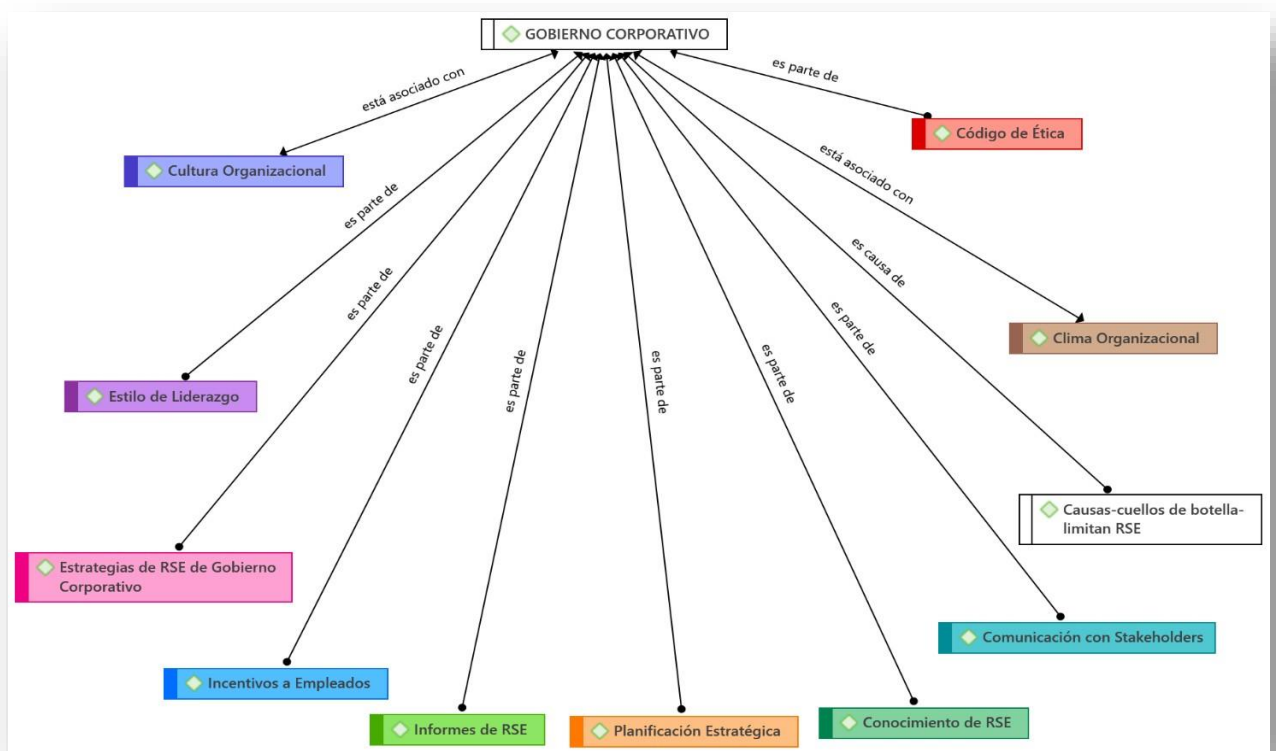 GOBIERNO CORPORATIVO
es parte de
está asociado con
Código de Ética
Cultura Organizacional
está asociado con
es parte de
es parte de
es causa de
es parte de
es parte de
es parte de
es parte de
es parte de
Clima Organizacional
Estilo de Liderazgo
Causas-cuellos de botella-
limitan RSE
Estrategias de RSE de Gobierno
Corporativo
Comunicación con Stakeholders
Incentivos a Empleados
Informes de RSE
Planificación Estratégica
Conocimiento de RSE